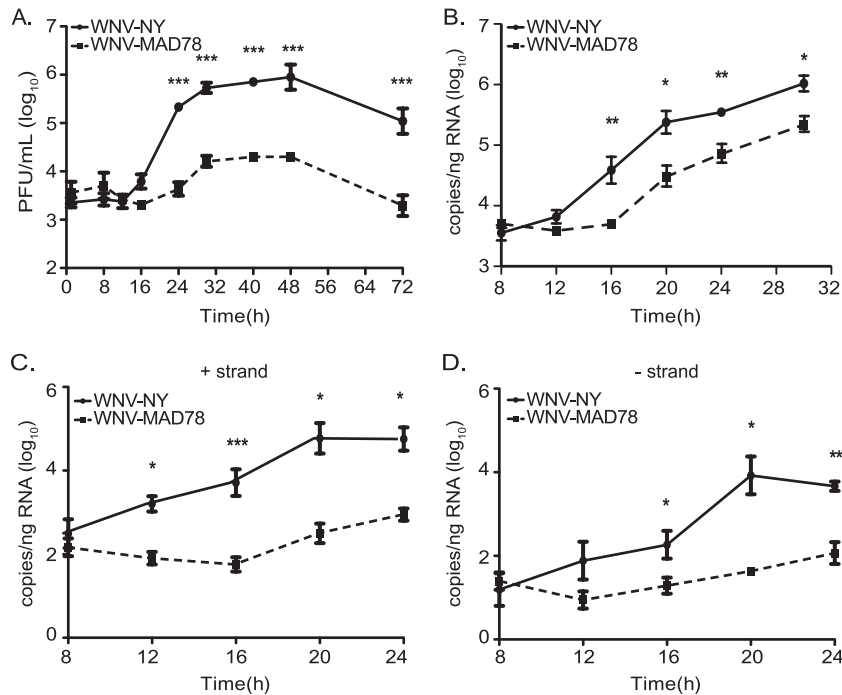 A.
WNV-NY
WNV-MAD78
***
***
***
***
***
PFU/mL (log10)
7
6
5
4
3
2
0 8 16 24 32 40 48 56 64 72
Time(h)
B.
WNV-NY
WNV-MAD78
**
*
**
*
copies/ng RNA (log10)
7
6
5
4
3
8 12 16 20 24 28 32
Time(h)
C.
+ strand
WNV-NY
WNV-MAD78
*
***
*
*
copies/ng RNA (log10)
6
4
2
0
8 12 16 20 24
Time(h)
D.
- strand
WNV-NY
WNV-MAD78
*
*
**
copies/ng RNA (log10)
6
4
2
0
8 12 16 20 24
Time(h)